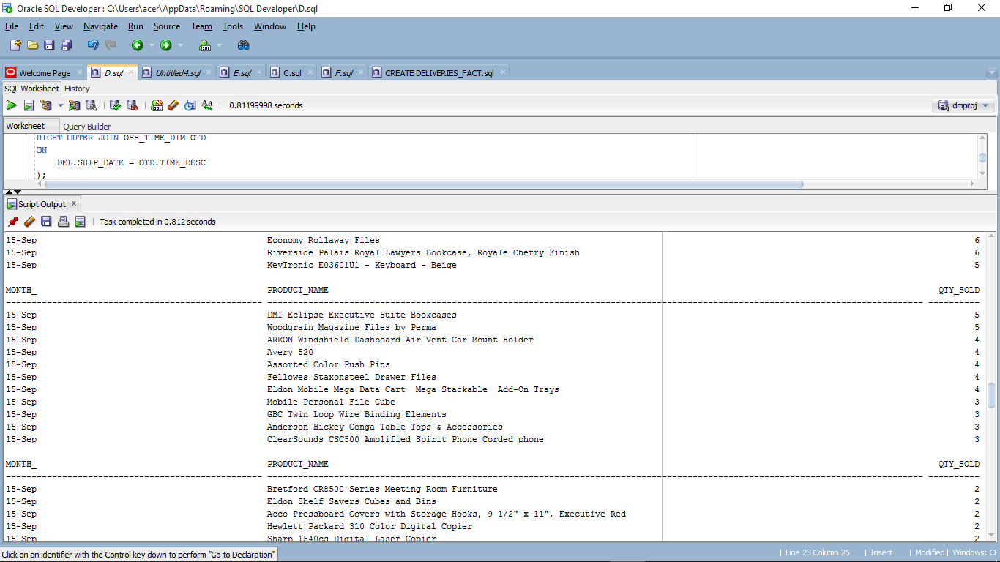 Oracle SQL Developer : C:\Users\acer\AppData\Roaming\SQL Developer\D.sql
File Edit View Navigate Run Source Team Tools Window Help
Welcome Page D.sql Untitled4.sql E.sql C.sql F.sql CREATE DELIVERIES_FACT.sql
SQL Worksheet History
0.81199998 seconds dmproj
Worksheet Query Builder
RIGHT OUTER JOIN OSS_TIME_DIM OTD
ON
DEL.SHIP_DATE = OTD.TIME_DESC
);
Script Output x
Task completed in 0.812 seconds
15-Sep Economy Rollaway Files 6
15-Sep Riverside Palais Royal Lawyers Bookcase, Royale Cherry Finish 6
15-Sep KeyTronic E03601U1 - Keyboard - Beige 5
MONTH_ PRODUCT_NAME QTY_SOLD
15-Sep DMI Eclipse Executive Suite Bookcases 5
15-Sep Woodgrain Magazine Files by Perma 5
15-Sep ARKON Windshield Dashboard Air Vent Car Mount Holder 4
15-Sep Avery 520 4
15-Sep Assorted Color Push Pins 4
15-Sep Fellowes Staxonsteel Drawer Files 4
15-Sep Eldon Mobile Mega Data Cart  Mega Stackable  Add-On Trays 4
15-Sep Mobile Personal File Cube 3
15-Sep GBC Twin Loop Wire Binding Elements 3
15-Sep Anderson Hickey Conga Table Tops & Accessories 3
15-Sep ClearSounds CSC500 Amplified Spirit Phone Corded phone 3
MONTH_ PRODUCT_NAME QTY_SOLD
15-Sep Bretford CR8500 Series Meeting Room Furniture 2
15-Sep Eldon Shelf Savers Cubes and Bins 2
15-Sep Acco Pressboard Covers with Storage Hooks, 9 1/2" x 11", Executive Red 2
15-Sep Hewlett Packard 310 Color Digital Copier 2
15-Sep Sharp 1540cs Digital Laser Copier 2
Click on an identifier with the Control key down to perform "Go to Declaration" | Line 23 Column 25 | Insert | Modified | Windows: